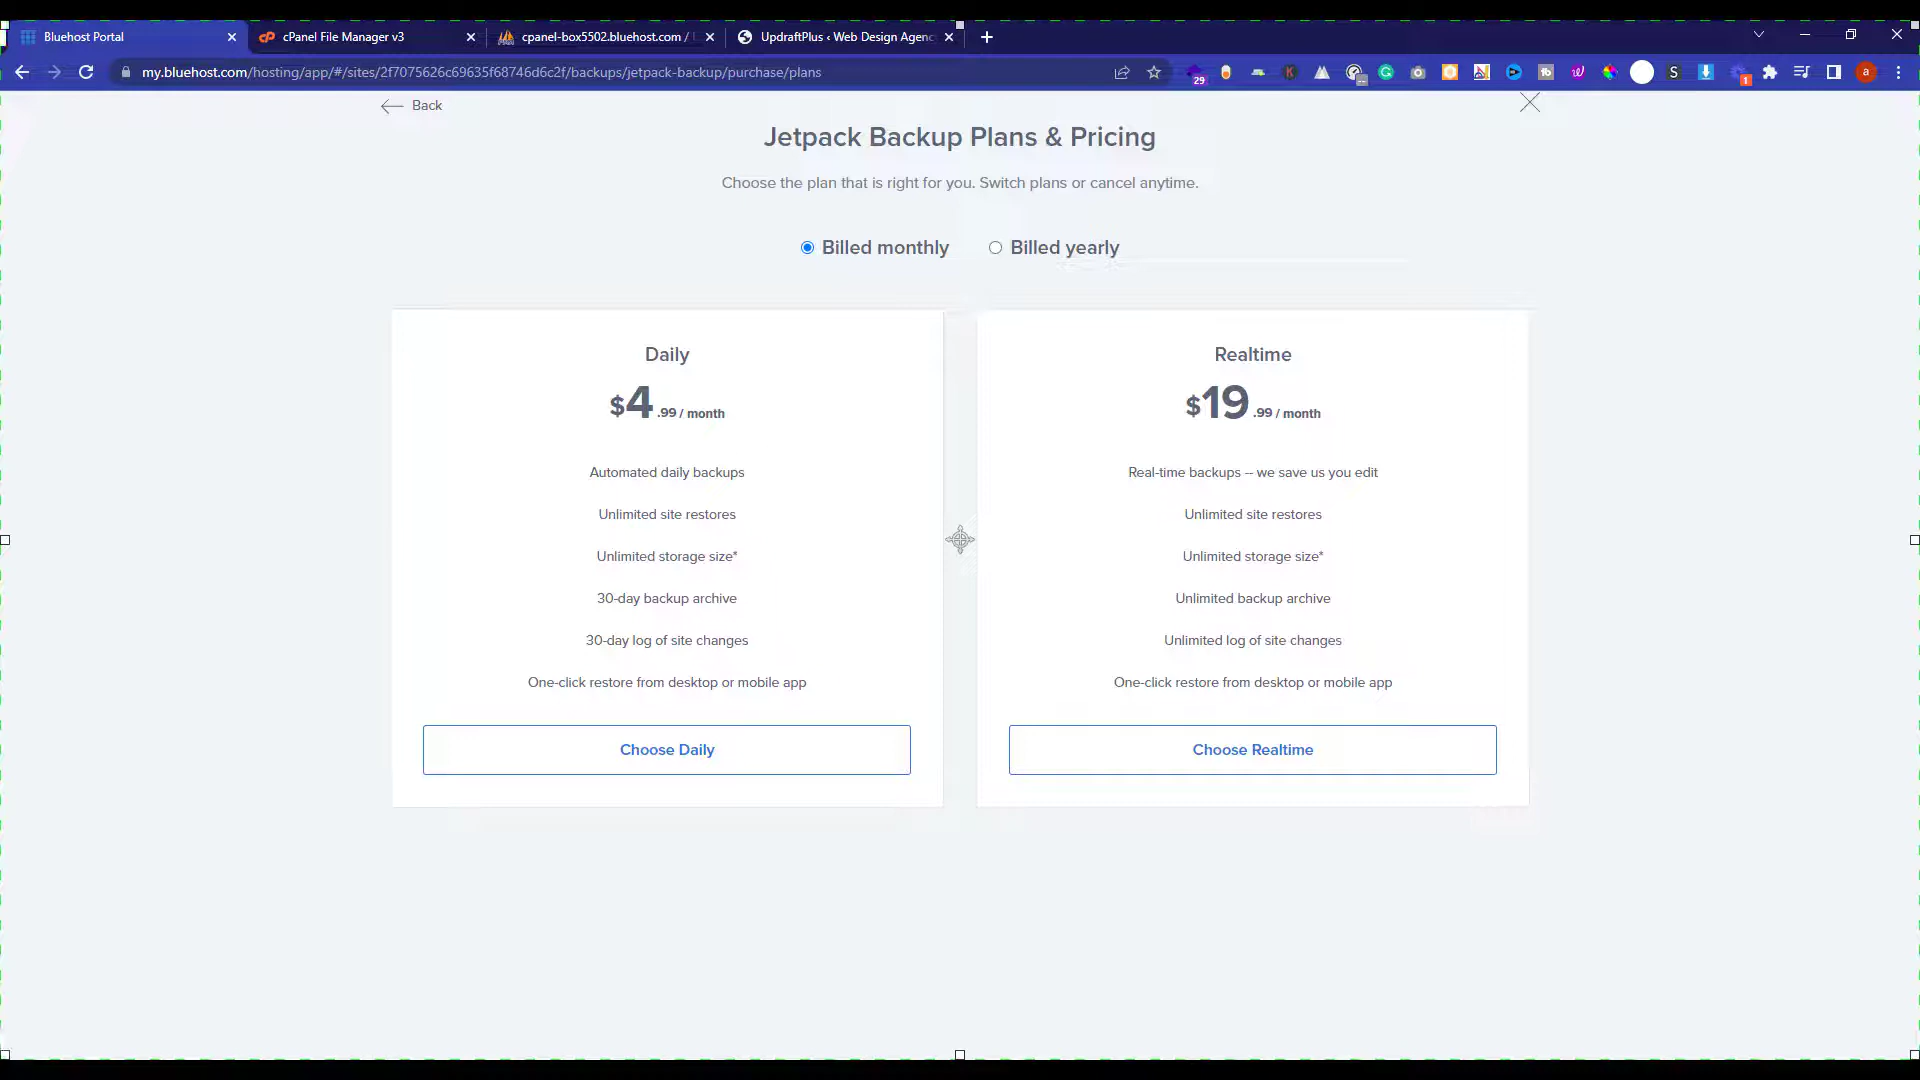 Bluehost Portal
cPanel File Manager v3
cpanel-box5502.bluehost.com /
UpdraftPlus ‹ Web Design Agenc
my.bluehost.com/hosting/app/#/sites/2f7075626c69635f68746d6c2f/backups/jetpack-backup/purchase/plans
29
K
S
1
a
Back
Jetpack Backup Plans & Pricing
Choose the plan that is right for you. Switch plans or cancel anytime.
Billed monthly
Billed yearly
Daily
$4.99 / month
Automated daily backups
Unlimited site restores
Unlimited storage size*
30-day backup archive
30-day log of site changes
One-click restore from desktop or mobile app
Choose Daily
Realtime
$19.99 / month
Real-time backups -- we save us you edit
Unlimited site restores
Unlimited storage size*
Unlimited backup archive
Unlimited log of site changes
One-click restore from desktop or mobile app
Choose Realtime